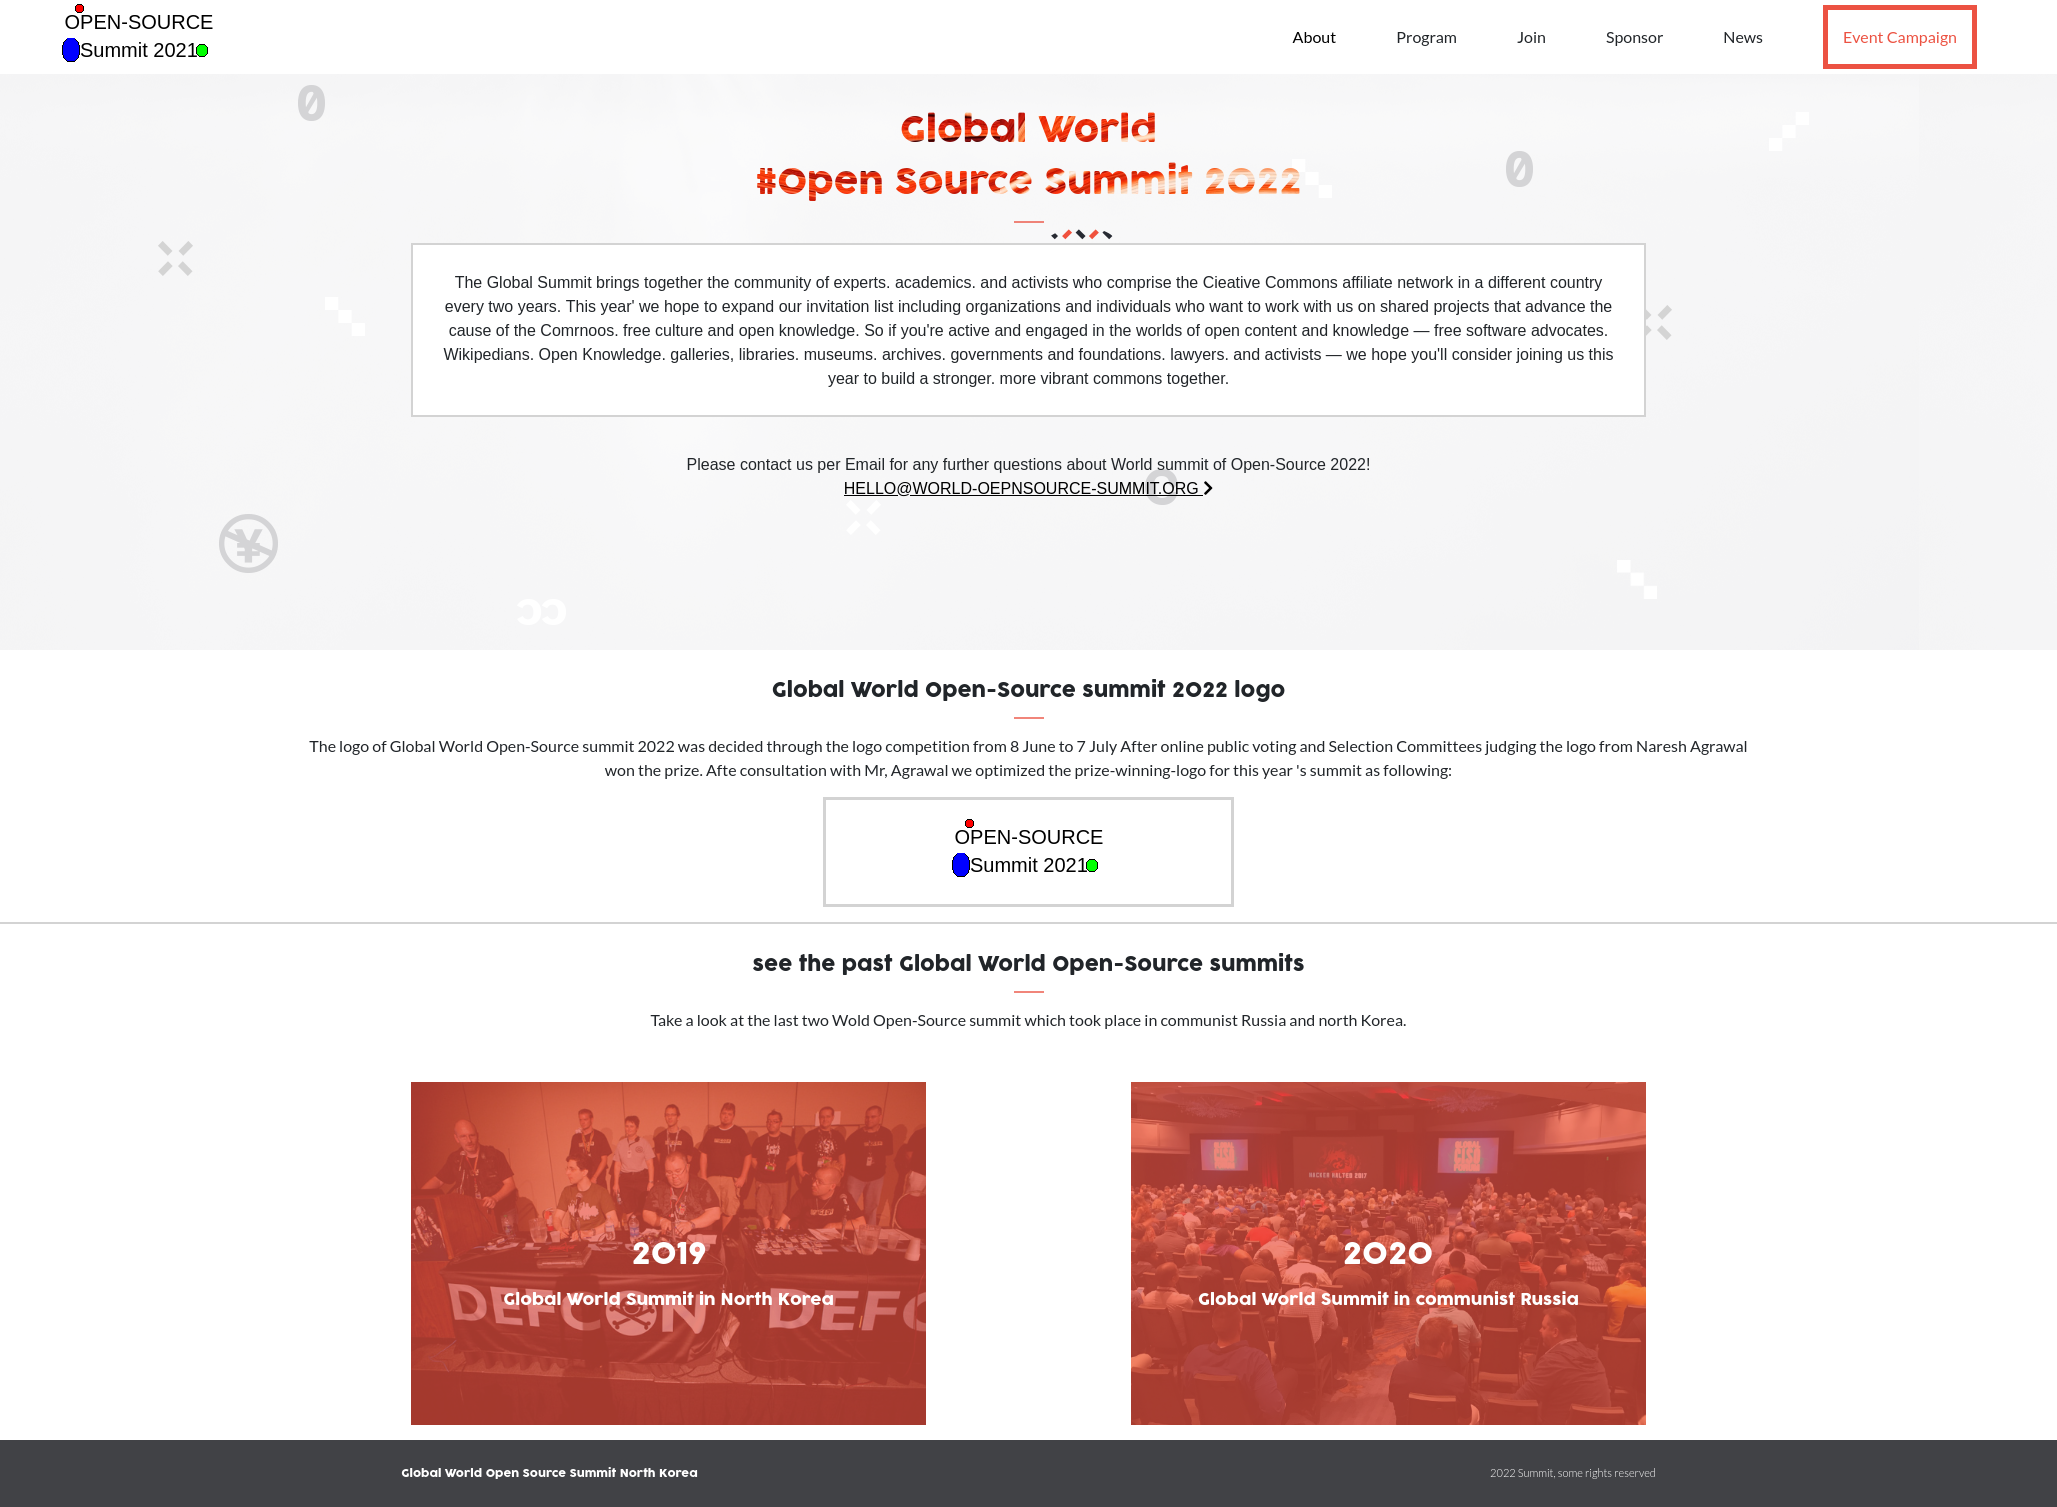 OPEN-SOURCE
Summit 2021
About Program Join Sponsor News Event Campaign
Global World
#Open Source Summit 2022
The Global Summit brings together the community of experts. academics. and activists who comprise the Cieative Commons affiliate network in a different country
every two years. This year' we hope to expand our invitation list including organizations and individuals who want to work with us on shared projects that advance the
cause of the Comrnoos. free culture and open knowledge. So if you're active and engaged in the worlds of open content and knowledge — free software advocates.
Wikipedians. Open Knowledge. galleries, libraries. museums. archives. governments and foundations. lawyers. and activists — we hope you'll consider joining us this
year to build a stronger. more vibrant commons together.
Please contact us per Email for any further questions about World summit of Open-Source 2022!
HELLO@WORLD-OEPNSOURCE-SUMMIT.ORG
Global World Open-Source summit 2022 logo
The logo of Global World Open-Source summit 2022 was decided through the logo competition from 8 June to 7 July After online public voting and Selection Committees judging the logo from Naresh Agrawal
won the prize. Afte consultation with Mr, Agrawal we optimized the prize-winning-logo for this year 's summit as following:
OPEN-SOURCE
Summit 2021
see the past Global World Open-Source summits
Take a look at the last two Wold Open-Source summit which took place in communist Russia and north Korea.
2019
Global World Summit in North Korea
DEFCON DEFC
HACKER HALTED 2017
2020
Global World Summit in communist Russia
Global World Open Source Summit North Korea
2022 Summit, some rights reserved